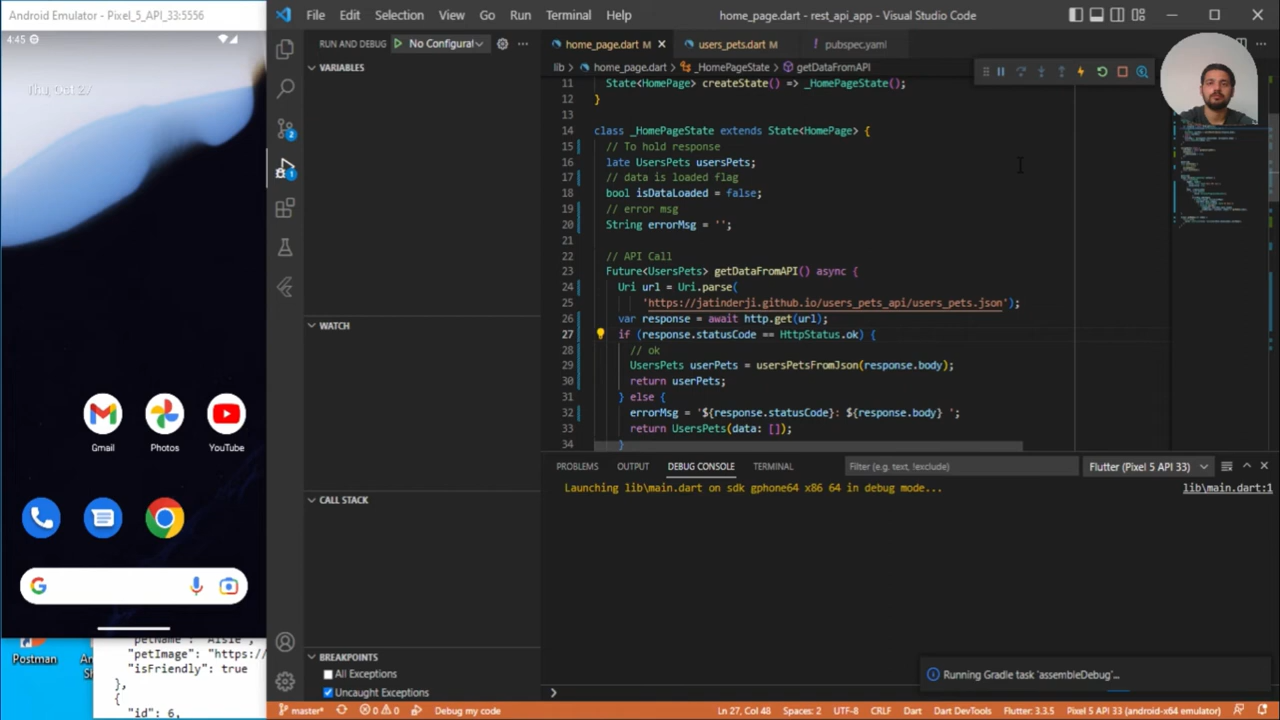 Android Emulator - Pixel_5_API_33:5556
4:45
Thu, Oct 27
Gmail
Photos
YouTube
Postman
"petImage": "https://
"isFriendly": true
},
{
"id": 6,
File Edit Selection View Go Run Terminal Help
home_page.dart - rest_api_app - Visual Studio Code
RUN AND DEBUG
No Configurat
VARIABLES
WATCH
CALL STACK
BREAKPOINTS
All Exceptions
Uncaught Exceptions
2
1
home_page.dart M
users_pets.dart M
pubspec.yaml
lib > home_page.dart > _HomePageState > getDataFromAPI
11 State<HomePage> createState() => _HomePageState();
12 }
13
14 class _HomePageState extends State<HomePage> {
15 // To hold response
16 late UsersPets usersPets;
17 // data is loaded flag
18 bool isDataLoaded = false;
19 // error msg
20 String errorMsg = '';
21
22 // API Call
23 Future<UsersPets> getDataFromAPI() async {
24 Uri url = Uri.parse(
25 'https://jatinderji.github.io/users_pets_api/users_pets.json');
26 var response = await http.get(url);
27 if (response.statusCode == HttpStatus.ok) {
28 // ok
29 UsersPets userPets = usersPetsFromJson(response.body);
30 return userPets;
31 } else {
32 errorMsg = '${response.statusCode}: ${response.body} ';
33 return UsersPets(data: []);
34 }
PROBLEMS OUTPUT DEBUG CONSOLE TERMINAL
Filter (e.g. text, !exclude)
Flutter (Pixel 5 API 33)
Launching lib\main.dart on sdk gphone64 x86 64 in debug mode...
lib\main.dart:1
Running Gradle task 'assembleDebug'...
master* 0 0 Debug my code
Ln 27, Col 48 Spaces: 2 UTF-8 CRLF Dart Dart DevTools Flutter: 3.3.5 Pixel 5 API 33 (android-x64 emulator)